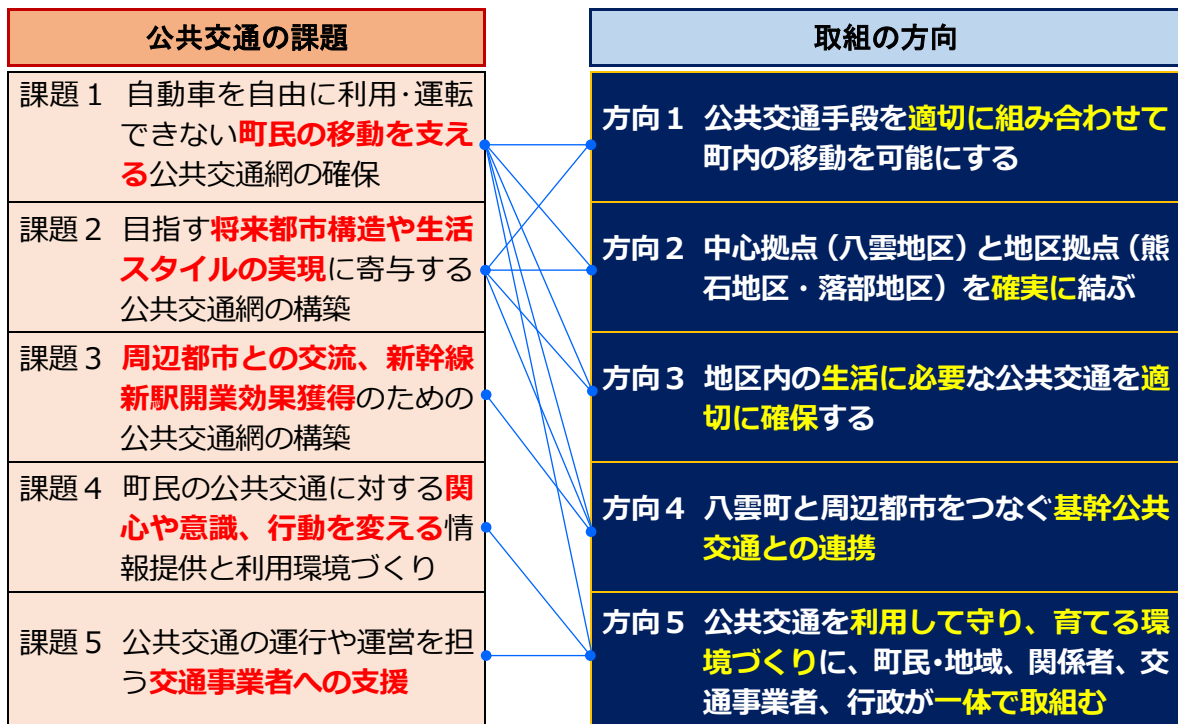 公共交通の課題
課題１ 自動車を自由に利用・運転
できない町民の移動を支え
る公共交通網の確保
課題２ 目指す将来都市構造や生活
スタイルの実現に寄与する
公共交通網の構築
課題３ 周辺都市との交流、新幹線
新駅開業効果獲得のための
公共交通網の構築
課題４ 町民の公共交通に対する関
心や意識、行動を変える情
報提供と利用環境づくり
課題５ 公共交通の運行や運営を担
う交通事業者への支援
取組の方向
方向１ 公共交通手段を適切に組み合わせて
町内の移動を可能にする
方向２ 中心拠点（八雲地区）と地区拠点（熊
石地区・落部地区）を確実に結ぶ
方向３ 地区内の生活に必要な公共交通を適
切に確保する
方向４ 八雲町と周辺都市をつなぐ基幹公共
交通との連携
方向５ 公共交通を利用して守り、育てる環
境づくりに、町民・地域、関係者、交
通事業者、行政が一体で取組む